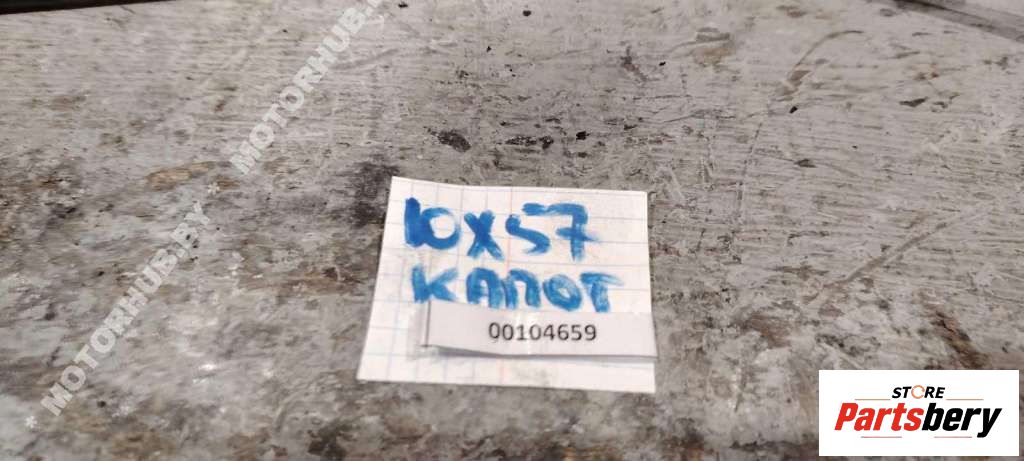 MOTORHUB.BY
* MOTORHUB.BY
10X57
КАПОТ
00104659
STORE
Partsbery